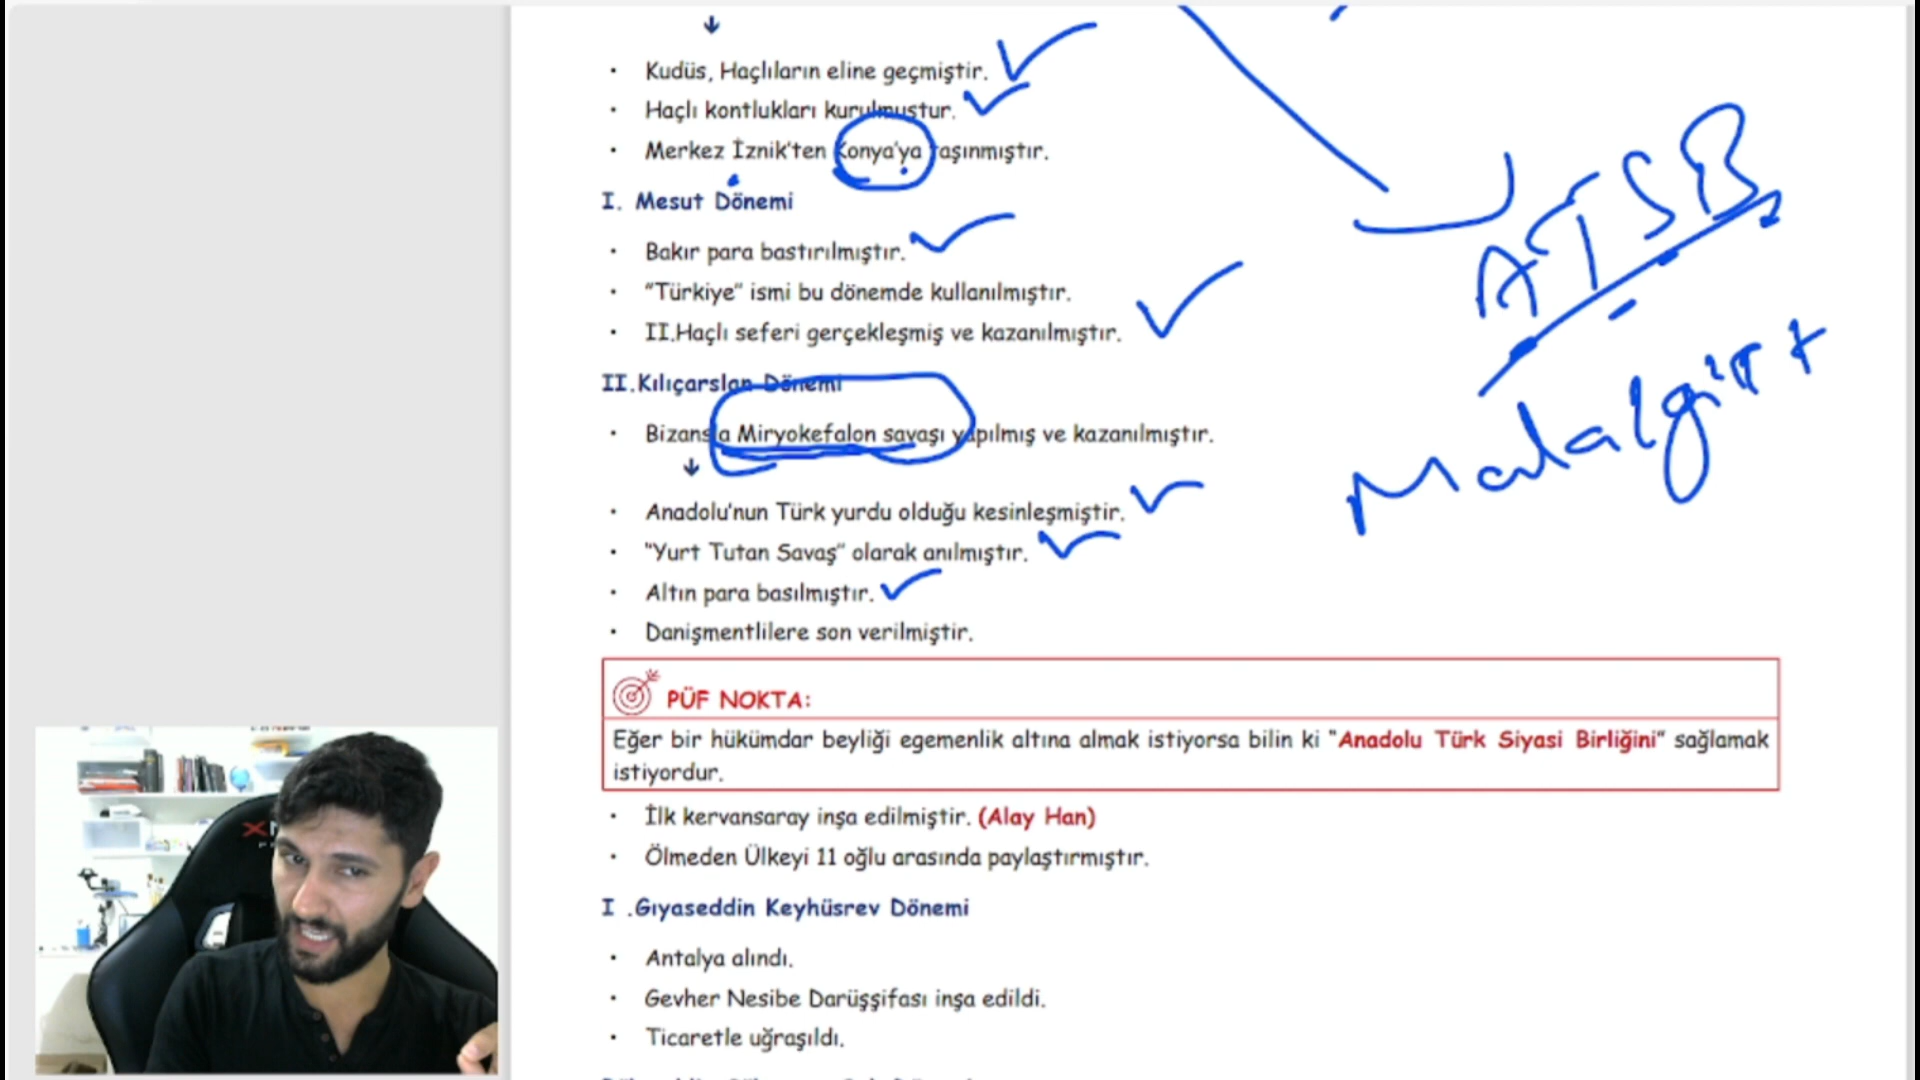 Kudüs, Haçlıların eline geçmiştir.
Haçlı kontlukları kurulmuştur.
Merkez İznik'ten Konya'ya taşınmıştır.
I. Mesut Dönemi
Bakır para bastırılmıştır.
"Türkiye" ismi bu dönemde kullanılmıştır.
II.Haçlı seferi gerçekleşmiş ve kazanılmıştır.
II.Kılıçarslan Dönemi
Bizansla Miryokefalon savaşı yapılmış ve kazanılmıştır.
Anadolu'nun Türk yurdu olduğu kesinleşmiştir.
"Yurt Tutan Savaş" olarak anılmıştır.
Altın para basılmıştır.
Danişmentlilere son verilmiştir.
PÜF NOKTA:
Eğer bir hükümdar beyliği egemenlik altına almak istiyorsa bilin ki "Anadolu Türk Siyasi Birliğini" sağlamak
istiyordur.
İlk kervansaray inşa edilmiştir. (Alay Han)
Ölmeden Ülkeyi 11 oğlu arasında paylaştırmıştır.
I .Gıyaseddin Keyhüsrev Dönemi
Antalya alındı.
Gevher Nesibe Darüşşifası inşa edildi.
Ticaretle uğraşıldı.
ATSB